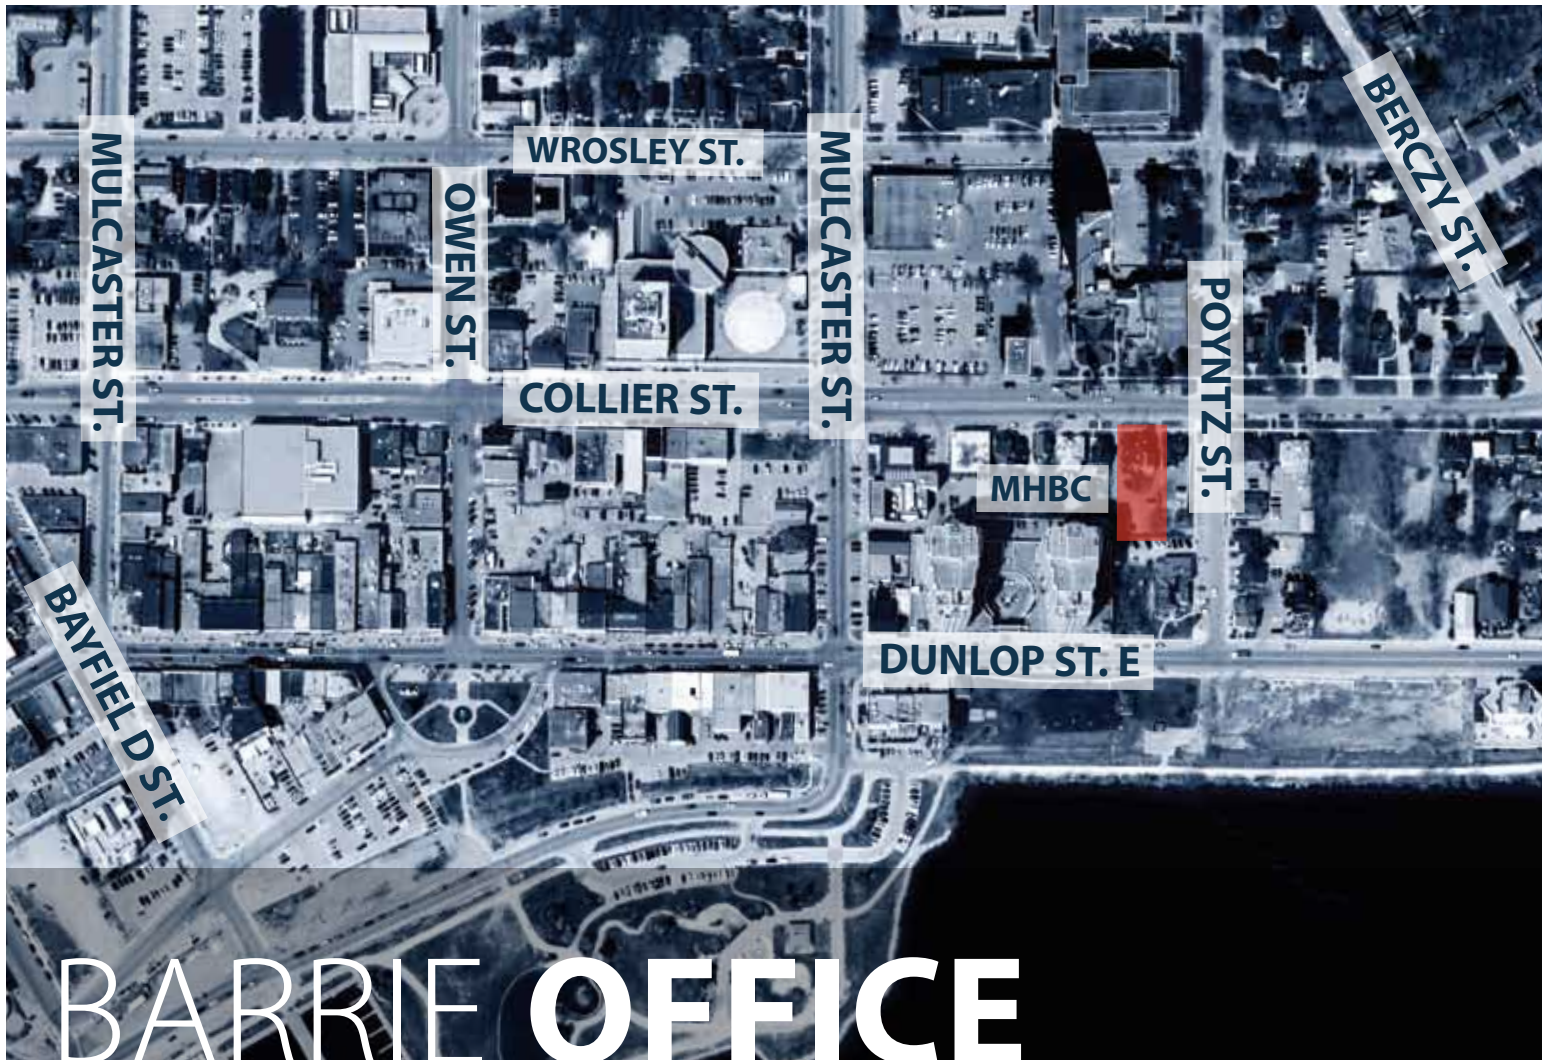 WROSLEY ST.
BERCZY ST.
MULCASTER ST.
OWEN ST.
MULCASTER ST.
POYNTZ ST.
COLLIER ST.
MHBC
BAYFIEL D ST.
DUNLOP ST. E
BARRIE OFFICE